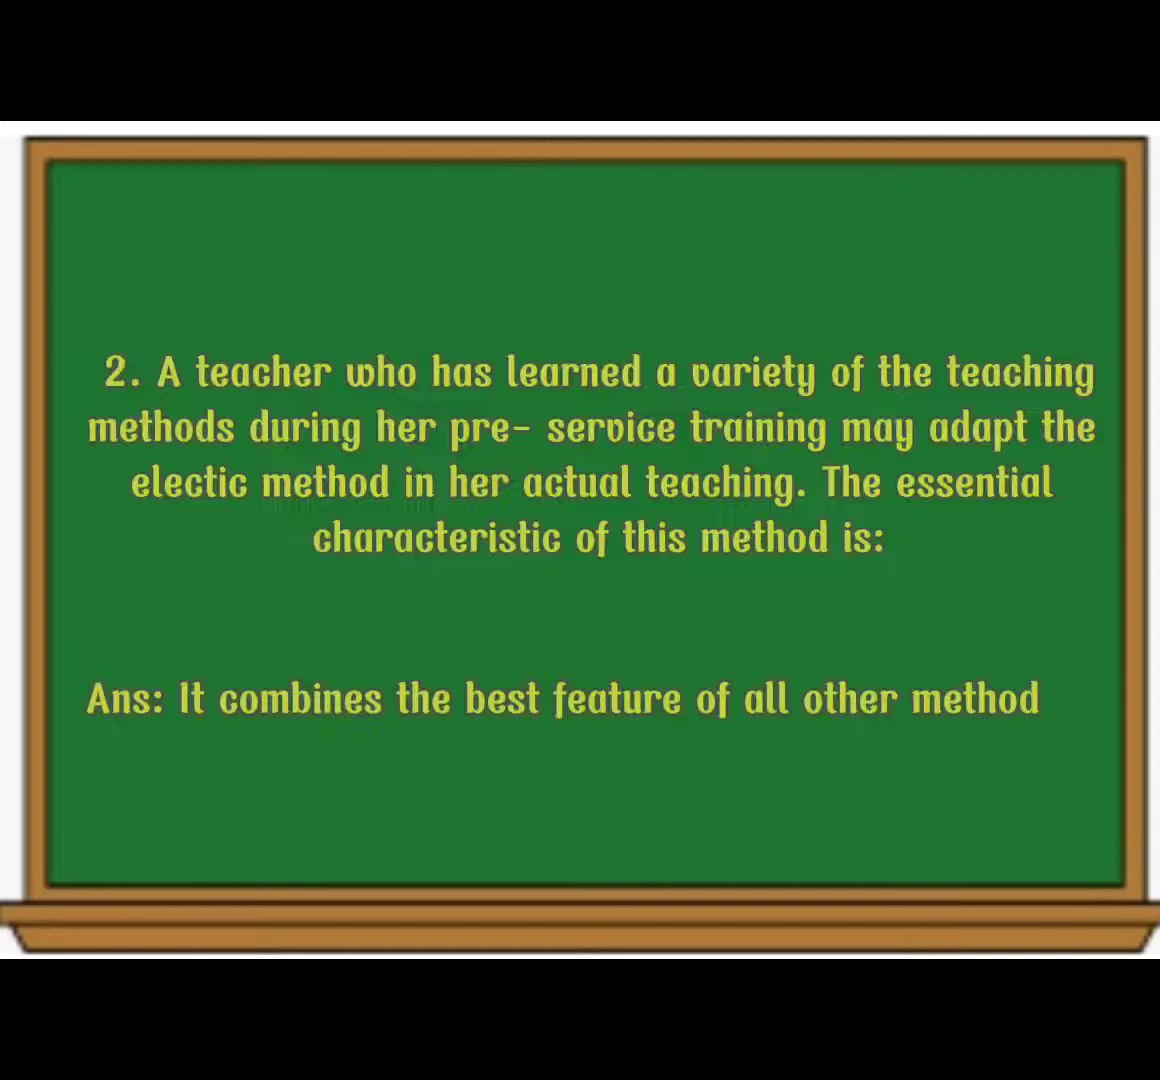 2. A teacher who has learned a variety of the teaching
methods during her pre- service training may adapt the
electic method in her actual teaching. The essential
characteristic of this method is:
Ans: It combines the best feature of all other method